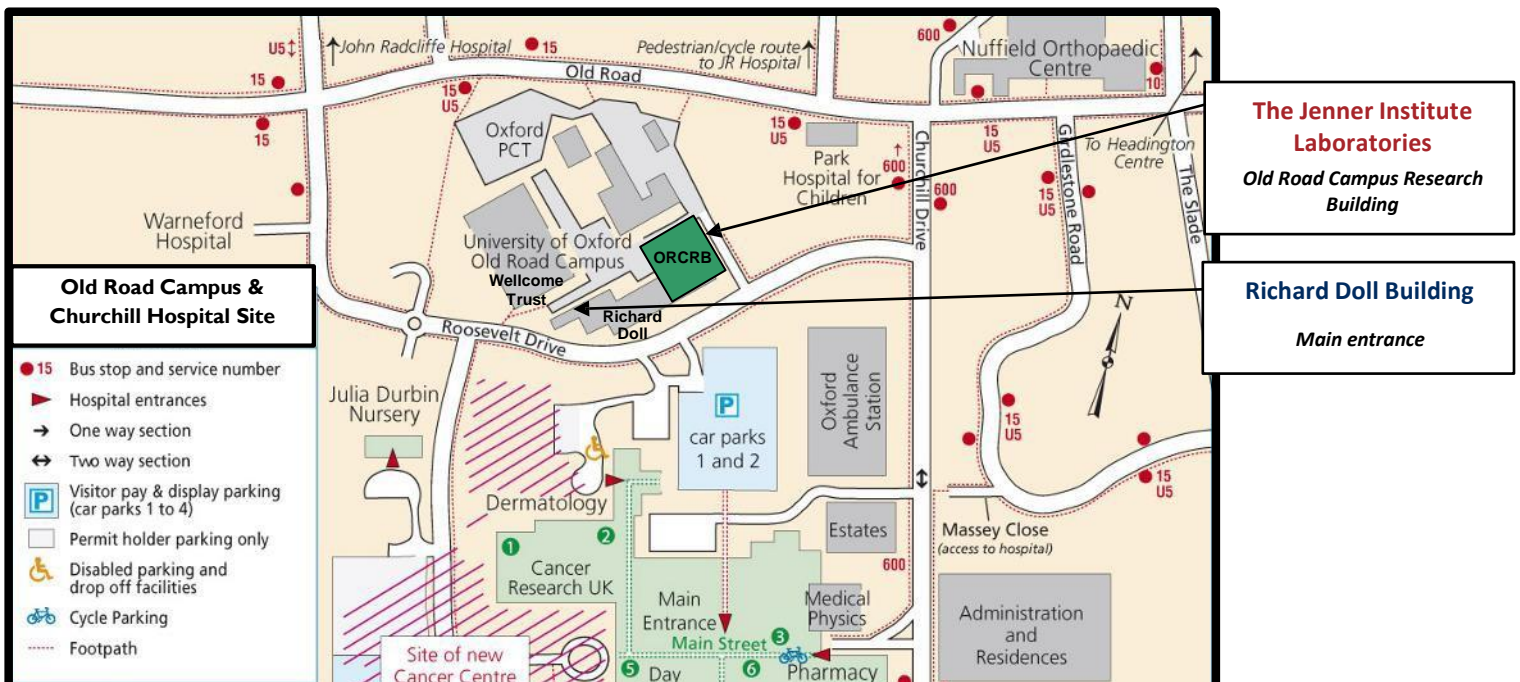 U5
John Radcliffe Hospital
15
Pedestrian/cycle route
to JR Hospital
600
Nuffield Orthopaedic
Centre
15
Old Road
15
U5
10
15
Oxford
PCT
15
U5
Park
Hospital for
Children
600
Churchill Drive
600
15
U5
To Headington
Centre
15
U5
Girdlestone Road
The Slade
The Jenner Institute
Laboratories
Old Road Campus Research
Building
Warneford
Hospital
University of Oxford
Old Road Campus
Wellcome
Trust
ORCRB
Richard
Doll
Richard Doll Building
Main entrance
Old Road Campus &
Churchill Hospital Site
Roosevelt Drive
N
15 Bus stop and service number
Hospital entrances
One way section
Two way section
P Visitor pay & display parking
(car parks 1 to 4)
Permit holder parking only
Disabled parking and
drop off facilities
Cycle Parking
Footpath
Julia Durbin
Nursery
P
car parks
1 and 2
Oxford
Ambulance
Station
15
U5
15
U5
Dermatology
1
2
Cancer
Research UK
Estates
600
Massey Close
(access to hospital)
Main
Entrance
Medical
Physics
Main Street
3
Administration
and
Residences
Site of new
Cancer Centre
5
Day
6
Pharmacy